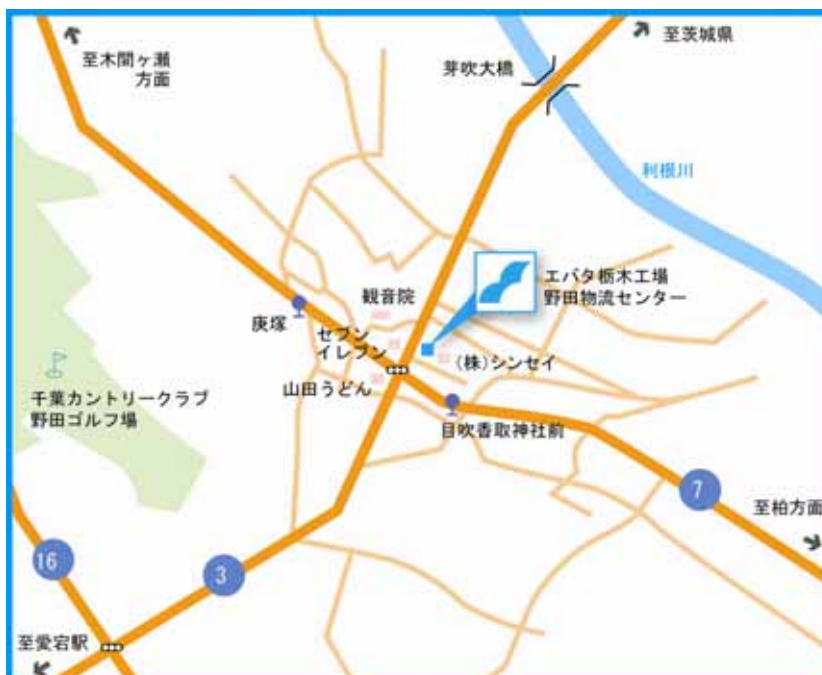 至茨城県
至木間ヶ瀬
方面
芽吹大橋
利根川
エバタ栃木工場
野田物流センター
観音院
庚塚
セブン
イレブン
(株)シンセイ
山田うどん
千葉カントリークラブ
野田ゴルフ場
目吹香取神社前
7
至柏方面
16
3
至愛宕駅